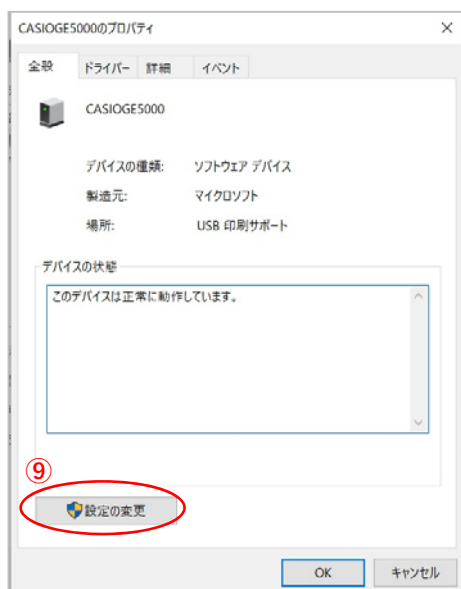 CASIOGE5000のプロパティ
全般 ドライバー 詳細 イベント
CASIOGE5000
デバイスの種類: ソフトウェア デバイス
製造元: マイクロソフト
場所: USB 印刷サポート
デバイスの状態
このデバイスは正常に動作しています。
⑨
設定の変更
OK キャンセル